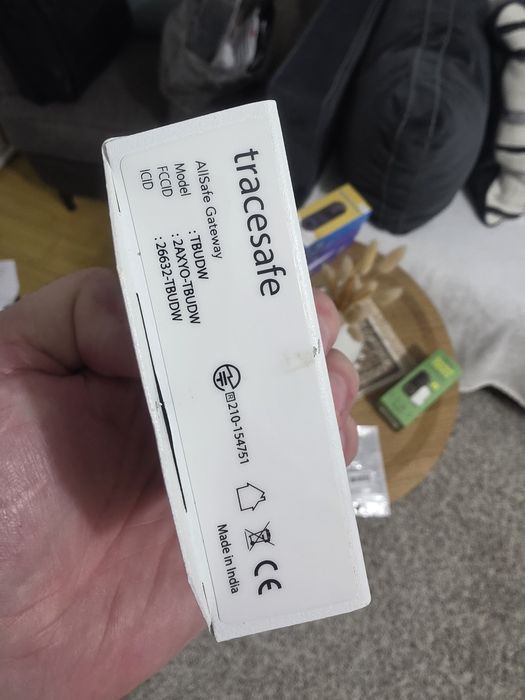 tracesafe
AllSafe Gateway
Model : TBUDW
FCCID : 2AXYO-TBUDW
ICID : 26632-TBUDW
R 210-154751
CE
Made in India